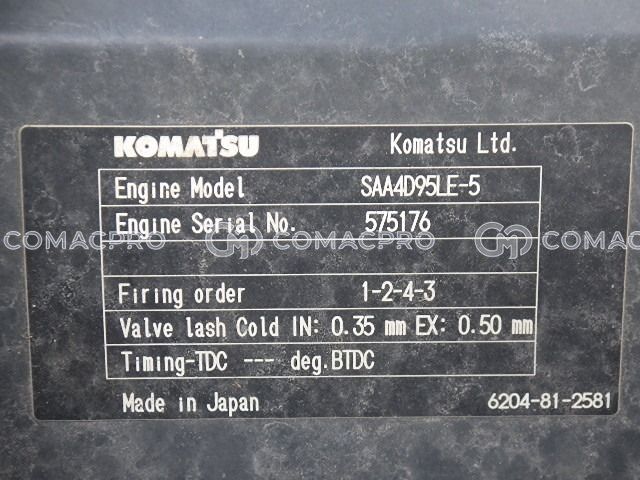 KOMATSU Komatsu Ltd.
Engine Model SAA4D95LE-5
Engine Serial No. 575176
COMACPRO COMACPRO COMACPRO
Firing order 1-2-4-3
Valve lash Cold IN: 0.35 mm EX: 0.50 mm
Timing-TDC --- deg.BTDC
Made in Japan 6204-81-2581